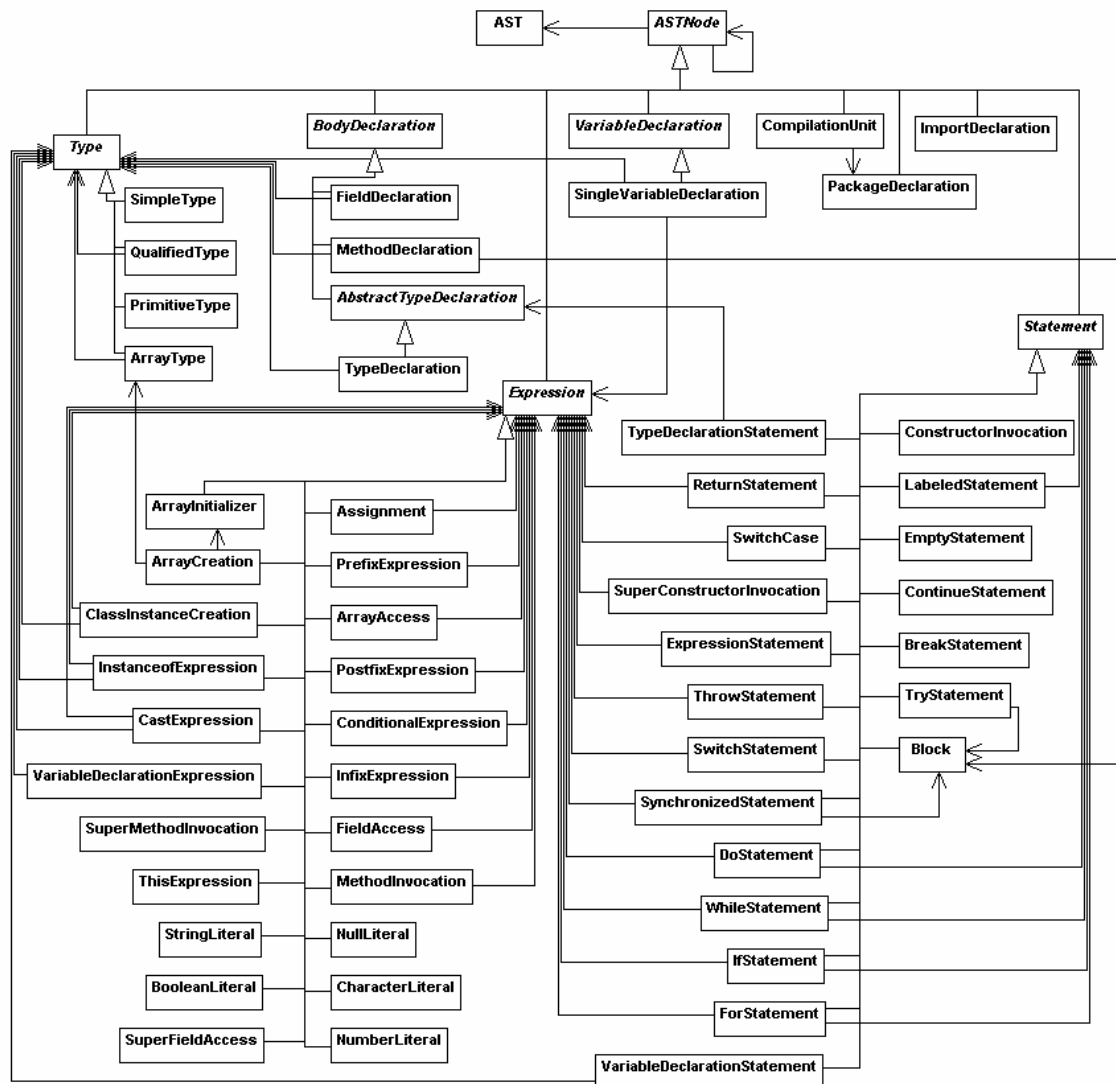 AST
ASTNode
BodyDeclaration
VariableDeclaration
CompilationUnit
ImportDeclaration
Type
PackageDeclaration
SimpleType
FieldDeclaration
SingleVariableDeclaration
QualifiedType
MethodDeclaration
PrimitiveType
AbstractTypeDeclaration
Statement
ArrayType
TypeDeclaration
Expression
TypeDeclarationStatement
ConstructorInvocation
ArrayInitializer
Assignment
ReturnStatement
LabeledStatement
ArrayCreation
PrefixExpression
SwitchCase
EmptyStatement
ClassInstanceCreation
ArrayAccess
SuperConstructorInvocation
ContinueStatement
InstanceofExpression
PostfixExpression
ExpressionStatement
BreakStatement
CastExpression
ConditionalExpression
ThrowStatement
TryStatement
VariableDeclarationExpression
InfixExpression
SwitchStatement
Block
SuperMethodInvocation
FieldAccess
SynchronizedStatement
ThisExpression
MethodInvocation
DoStatement
StringLiteral
NullLiteral
WhileStatement
BooleanLiteral
CharacterLiteral
IfStatement
SuperFieldAccess
NumberLiteral
ForStatement
VariableDeclarationStatement